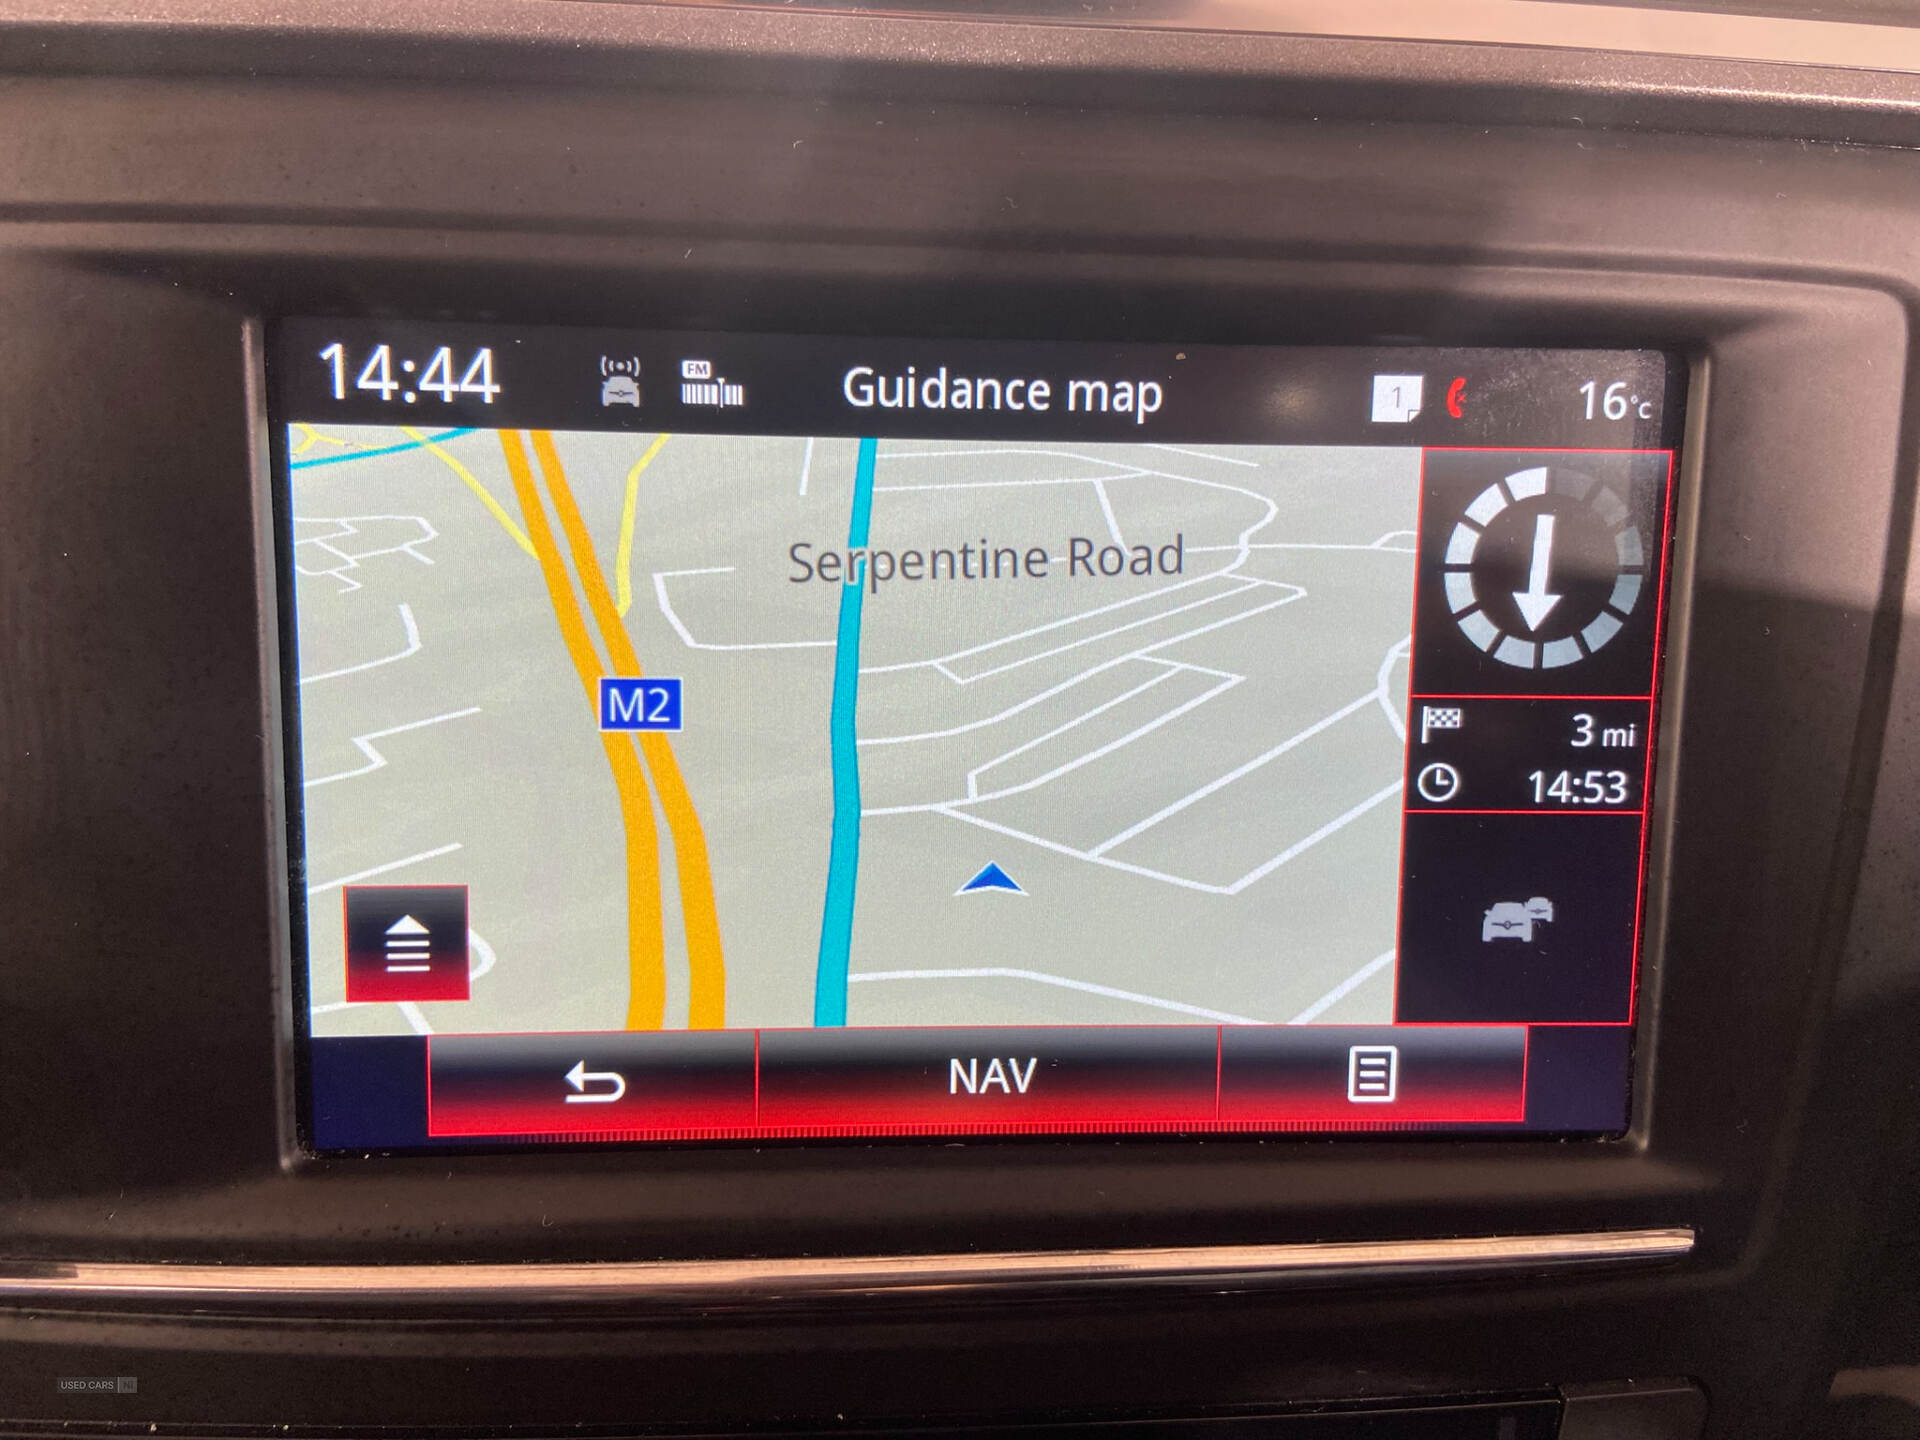 14:44
FM
Guidance map
1
16°C
Serpentine Road
M2
3 mi
14:53
NAV
USED CARS NI